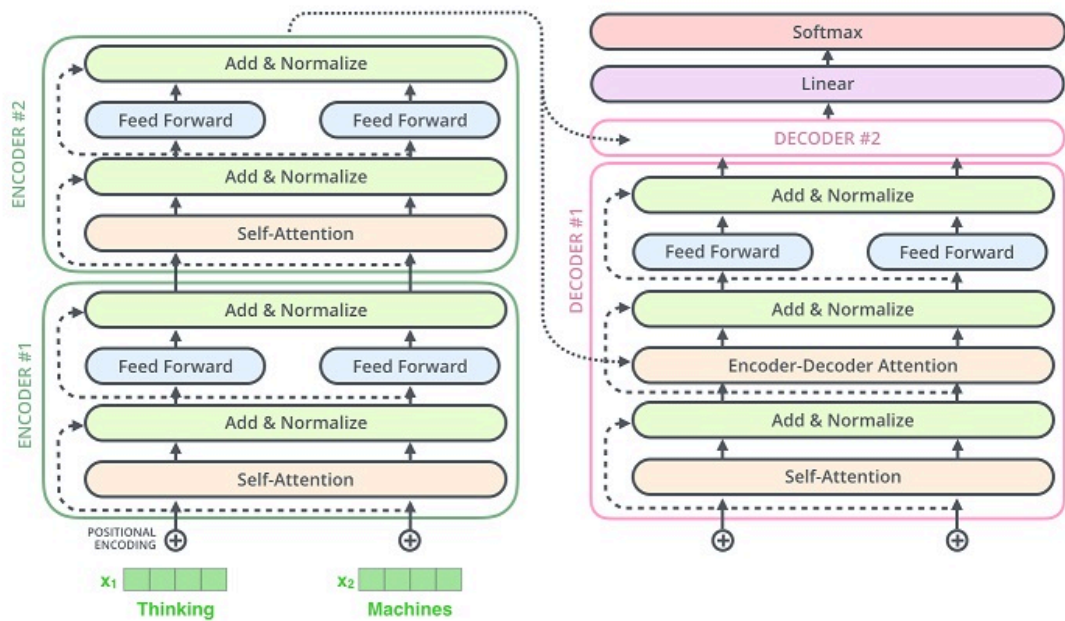 ENCODER #2
Add & Normalize
Feed Forward
Feed Forward
Add & Normalize
Self-Attention
ENCODER #1
Add & Normalize
Feed Forward
Feed Forward
Add & Normalize
Self-Attention
POSITIONAL
ENCODING
x1
x2
Thinking
Machines
Softmax
Linear
DECODER #2
DECODER #1
Add & Normalize
Feed Forward
Feed Forward
Add & Normalize
Encoder-Decoder Attention
Add & Normalize
Self-Attention